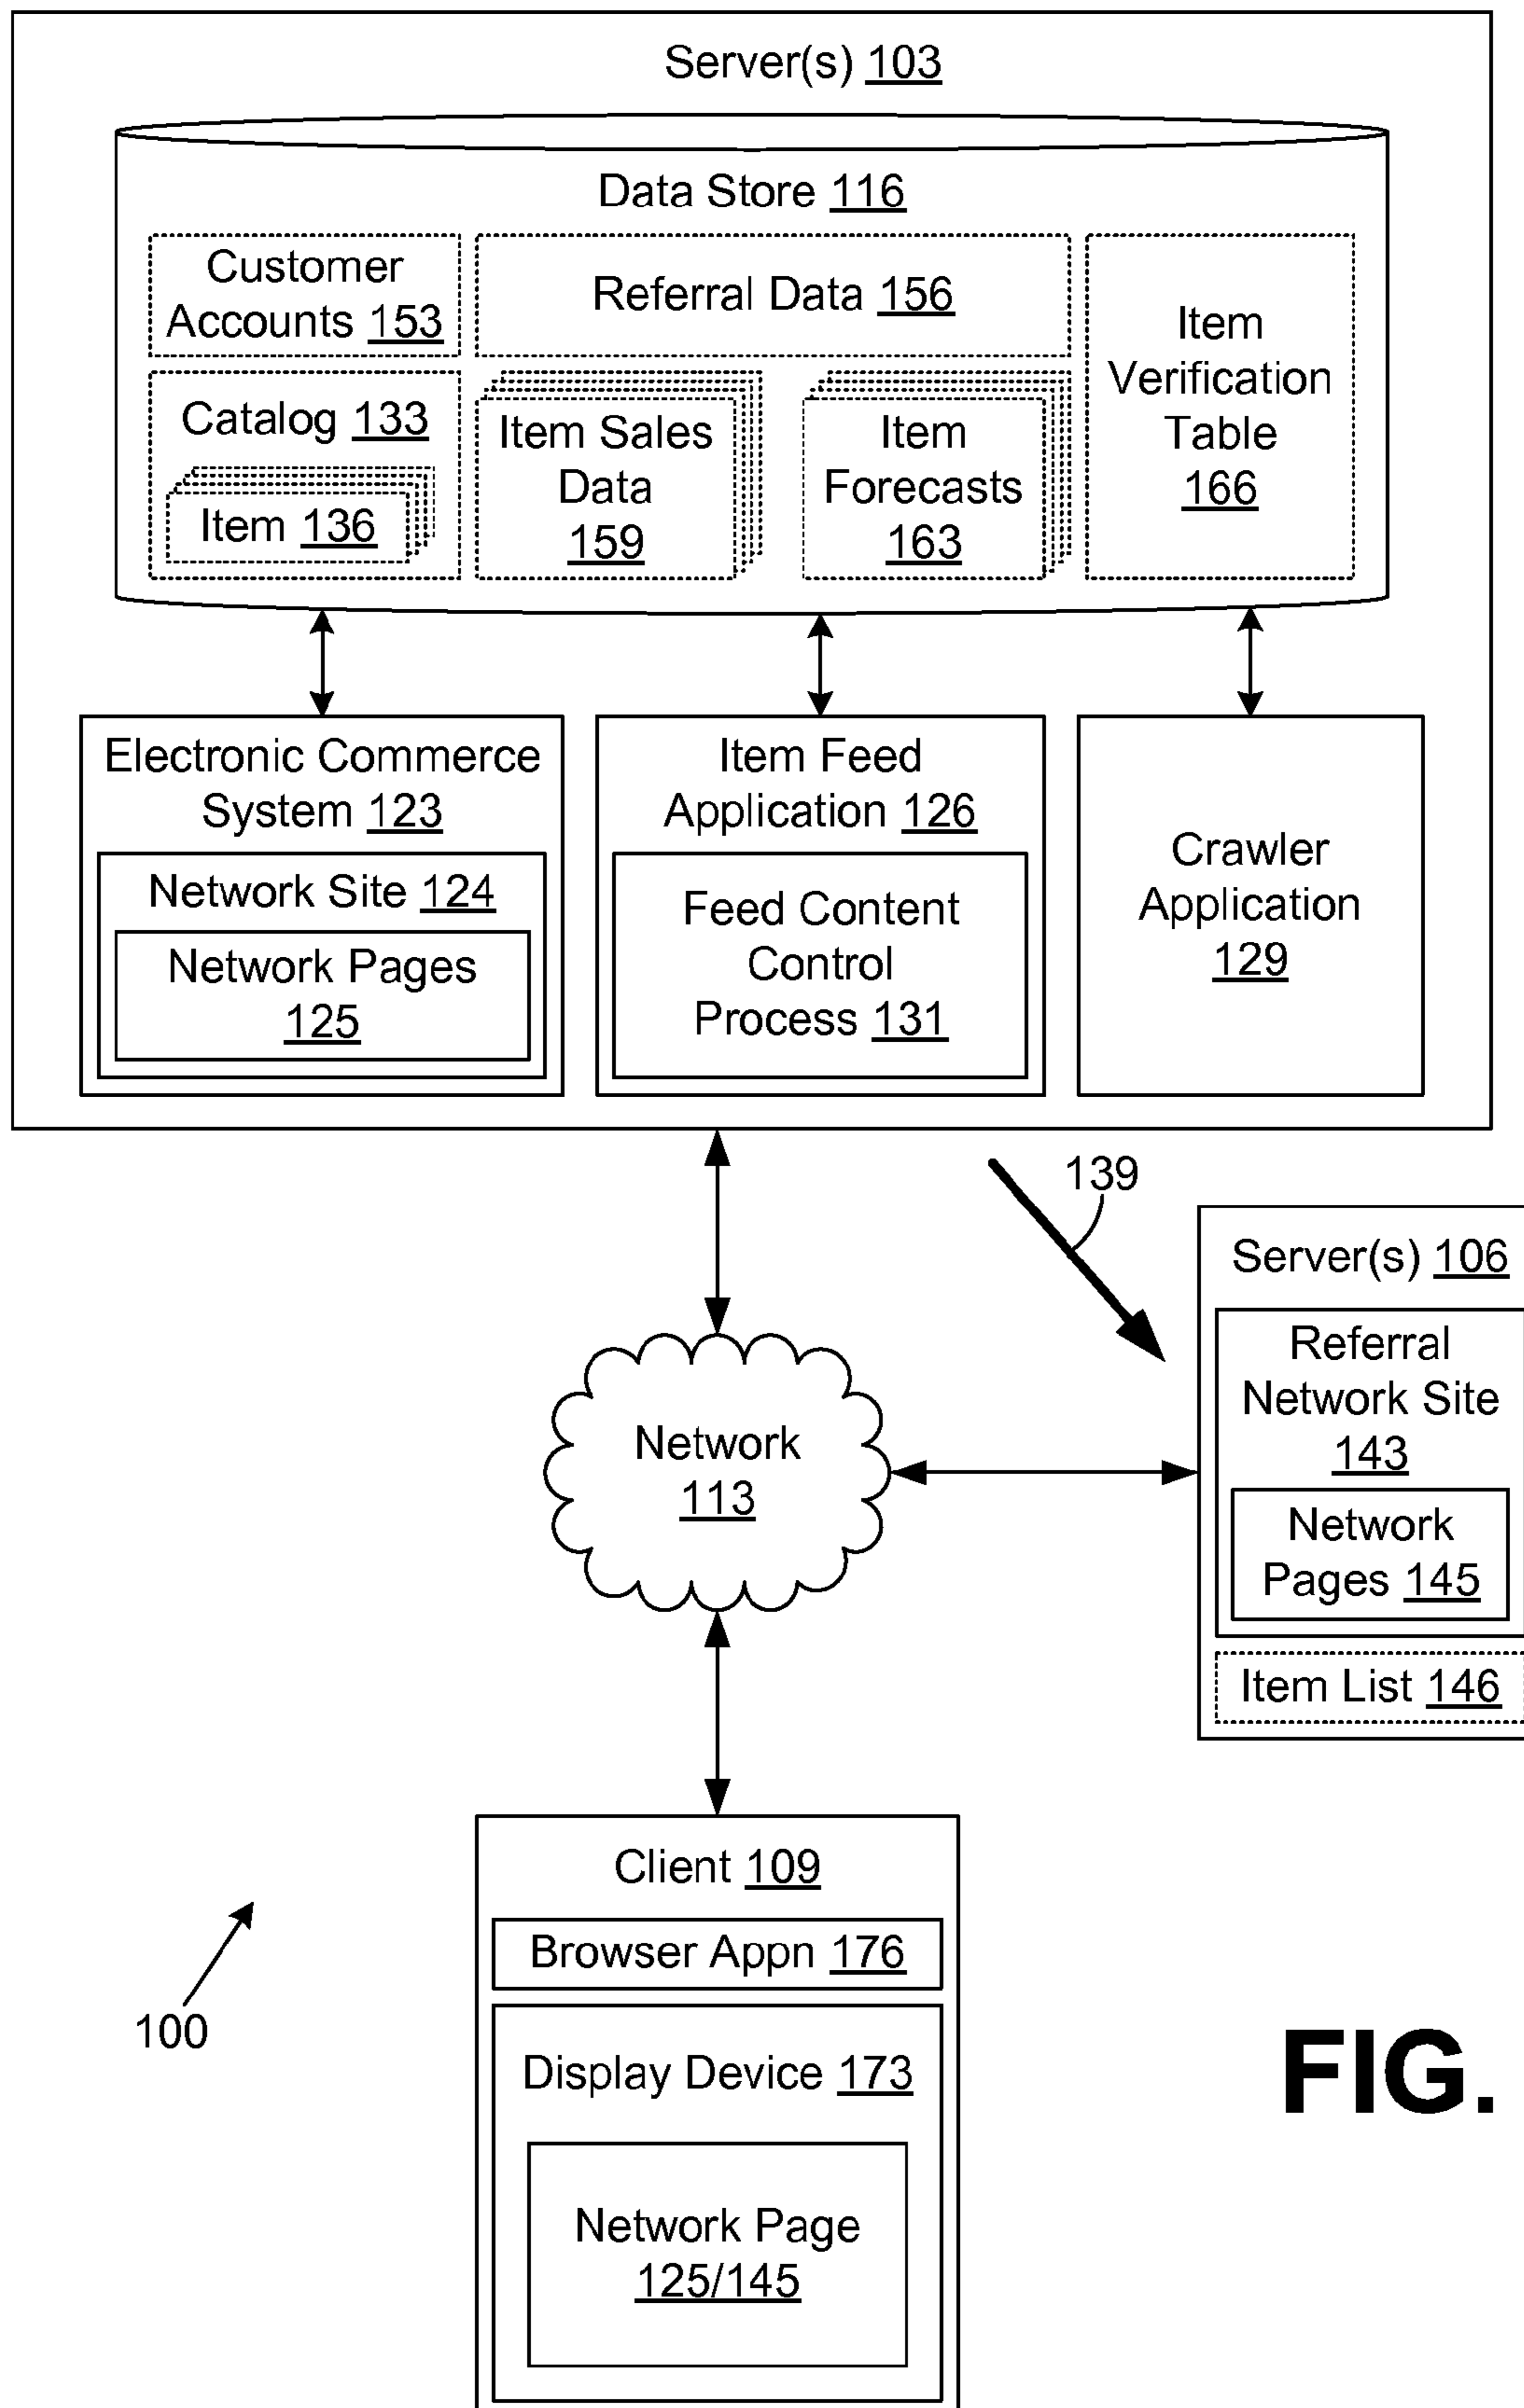 Server(s) 103
Data Store 116
Customer
Accounts 153
Referral Data 156
Item
Verification
Table
166
Catalog 133
Item 136
Item Sales
Data
159
Item
Forecasts
163
Electronic Commerce
System 123
Network Site 124
Network Pages
125
Item Feed
Application 126
Feed Content
Control
Process 131
Crawler
Application
129
139
Server(s) 106
Referral
Network Site
143
Network
Pages 145
Item List 146
Network
113
Client 109
Browser Appn 176
Display Device 173
Network Page
125/145
100
FIG.